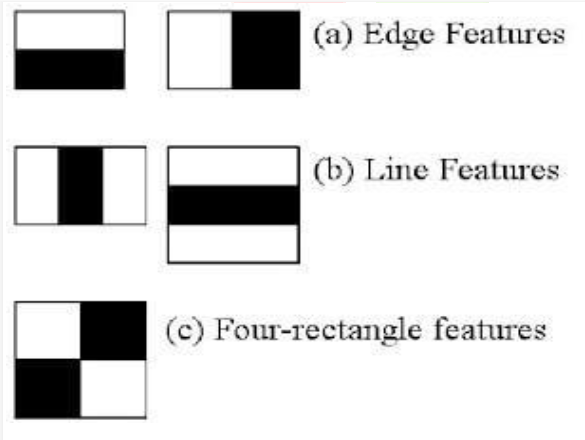 (a) Edge Features
(b) Line Features
(c) Four-rectangle features